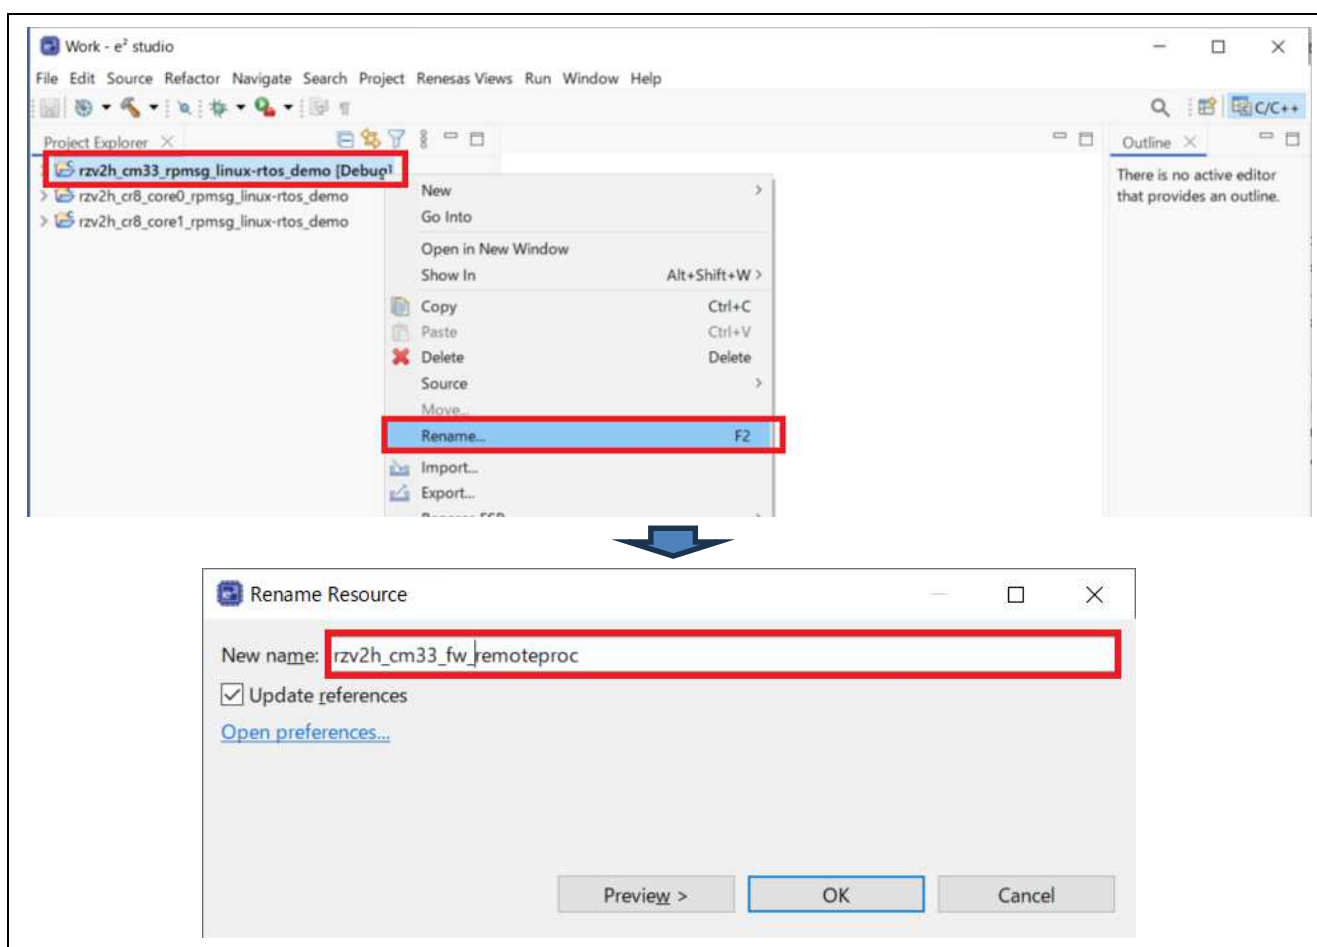 Work - e² studio
File Edit Source Refactor Navigate Search Project Renesas Views Run Window Help
C/C++
Project Explorer
Outline
rzv2h_cm33_rpmsg_linux-rtos_demo [Debug]
rzv2h_cr8_core0_rpmsg_linux-rtos_demo
rzv2h_cr8_core1_rpmsg_linux-rtos_demo
There is no active editor
that provides an outline.
New
Go Into
Open in New Window
Show In Alt+Shift+W
Copy Ctrl+C
Paste Ctrl+V
Delete Delete
Source
Move...
Rename... F2
Import...
Export...
Rename Resource
New name: rzv2h_cm33_fw_remoteproc
Update references
Open preferences...
Preview > OK Cancel